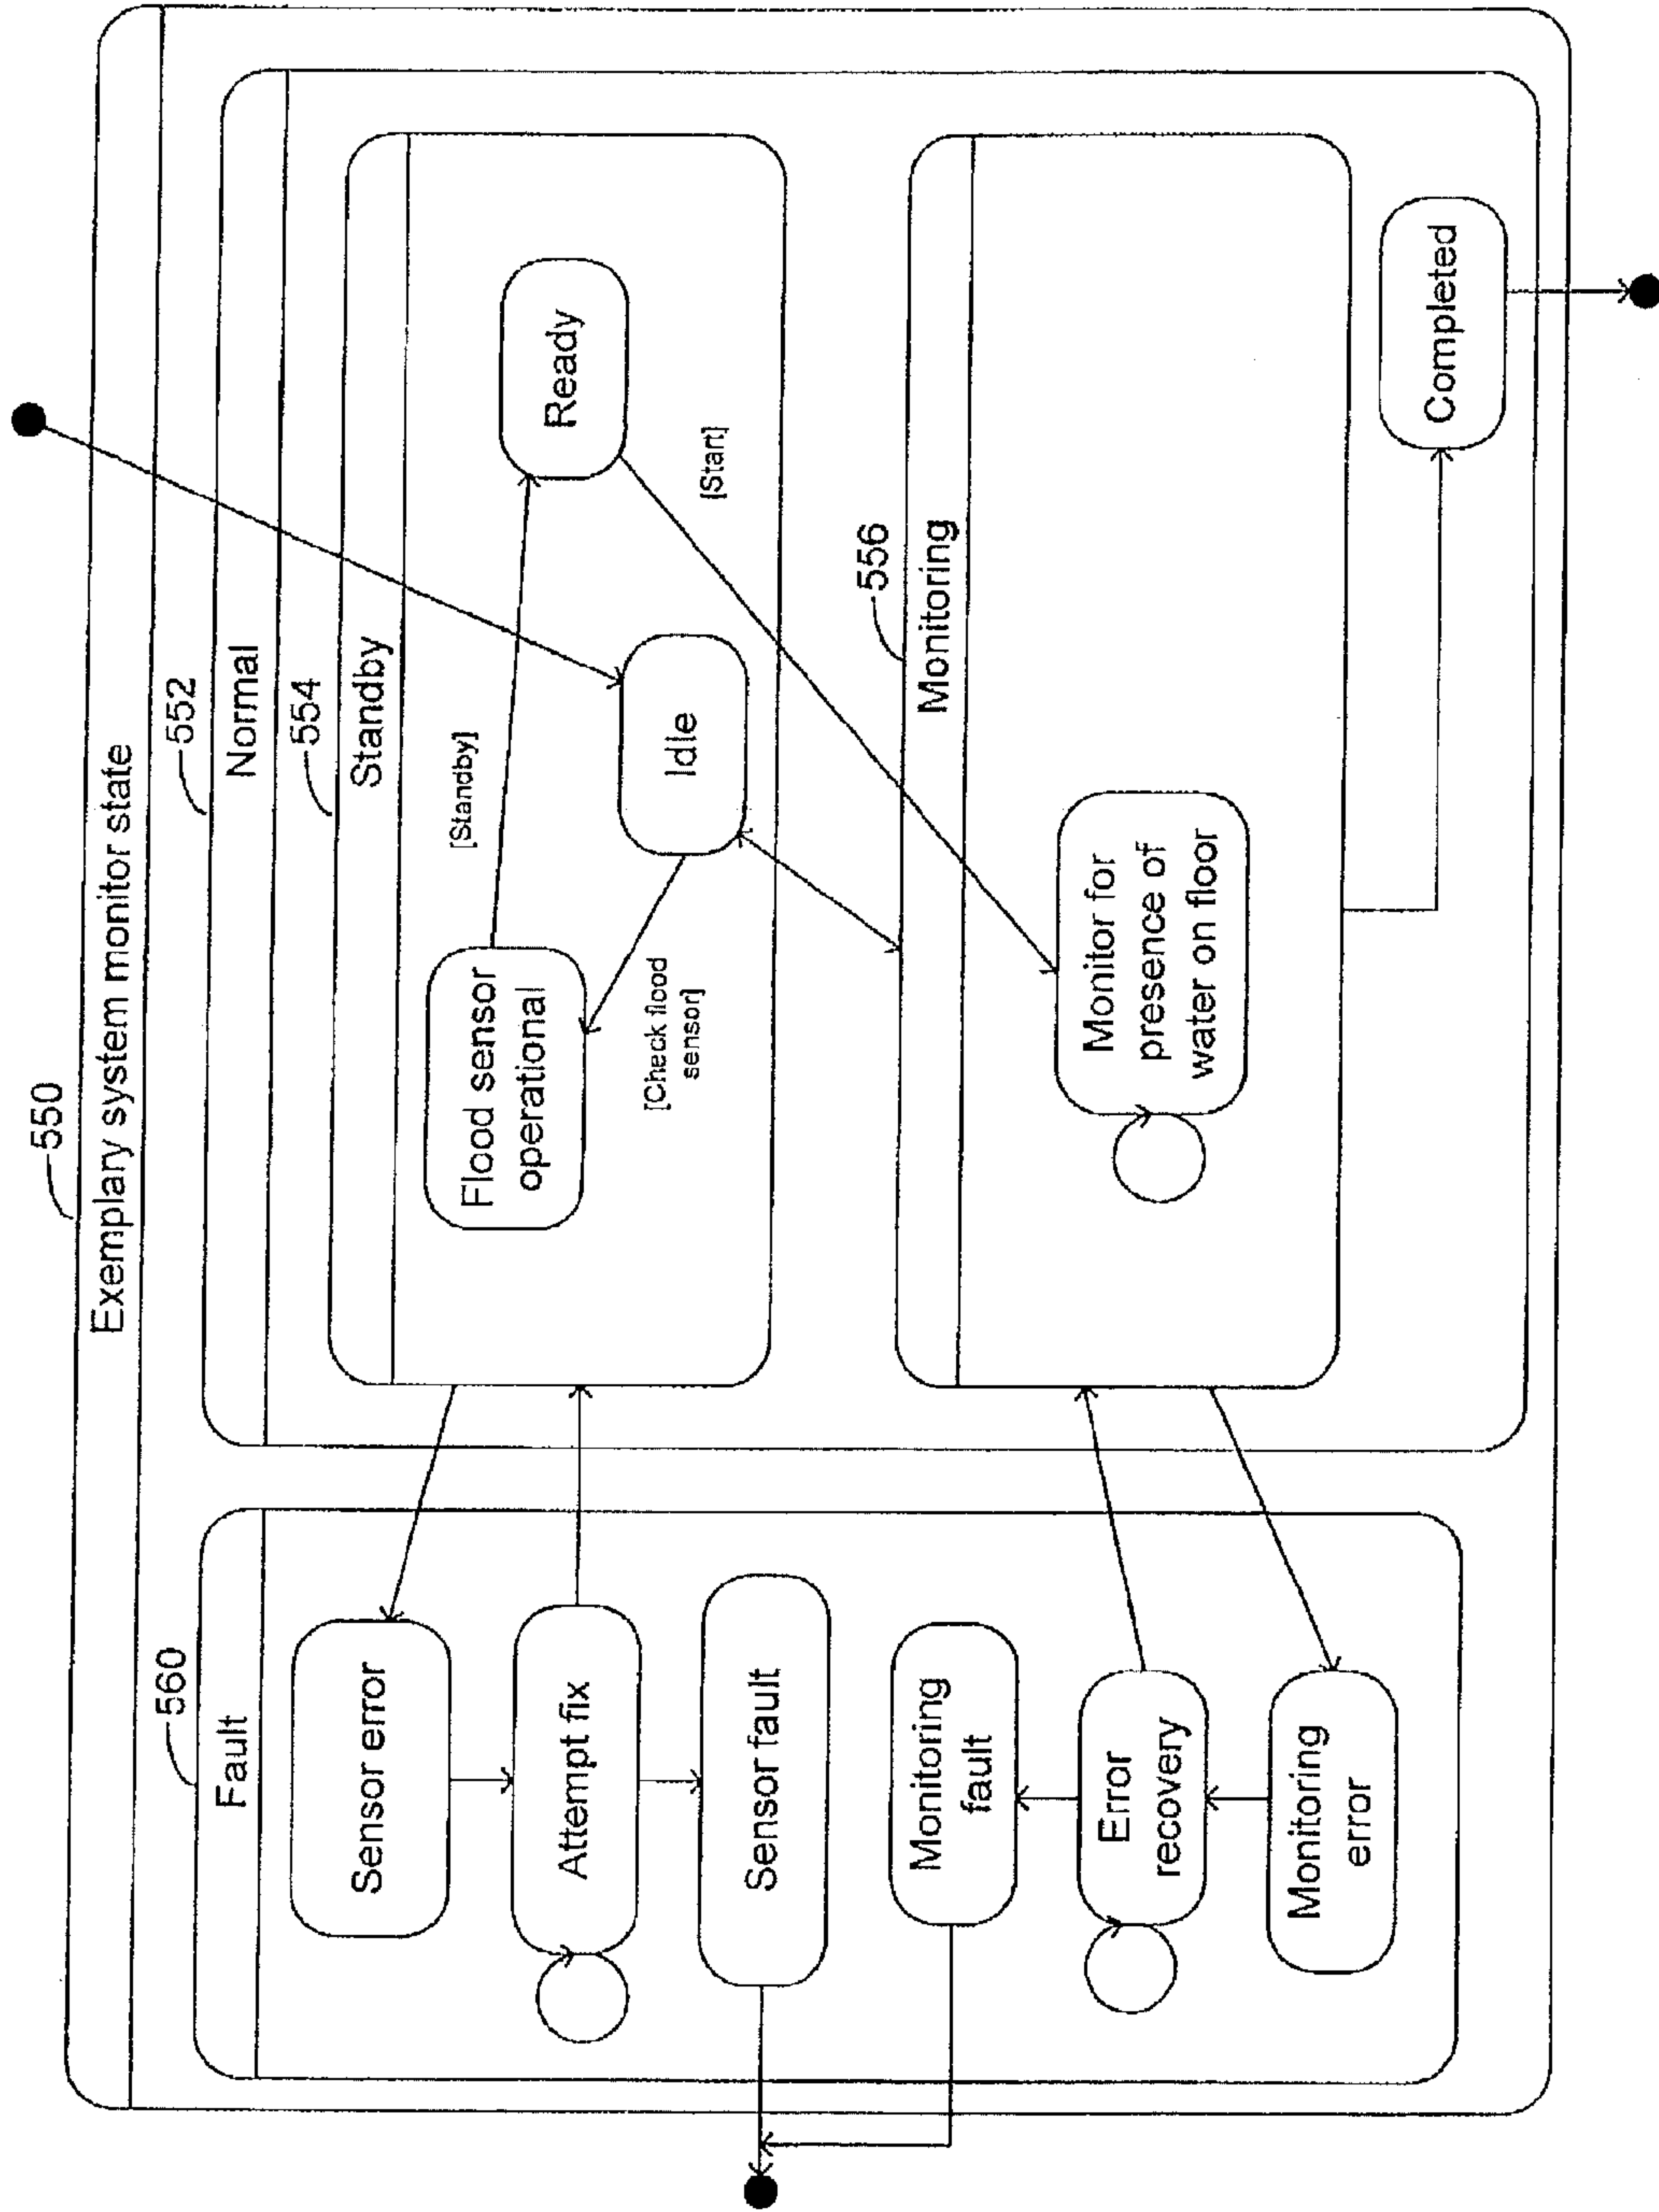 550
Exemplary system monitor state
560
Fault
Sensor error
Attempt fix
Sensor fault
Monitoring
fault
Error
recovery
Monitoring
error
552
Normal
554
Standby
Flood sensor
operational
[Standby]
Ready
[Check flood
sensor]
Idle
[Start]
556
Monitoring
Monitor for
presence of
water on floor
Completed